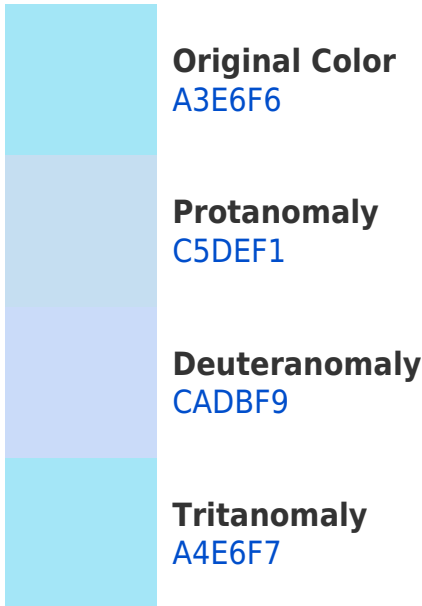 Original Color
A3E6F6
Protanomaly
C5DEF1
Deuteranomaly
CADBF9
Tritanomaly
A4E6F7